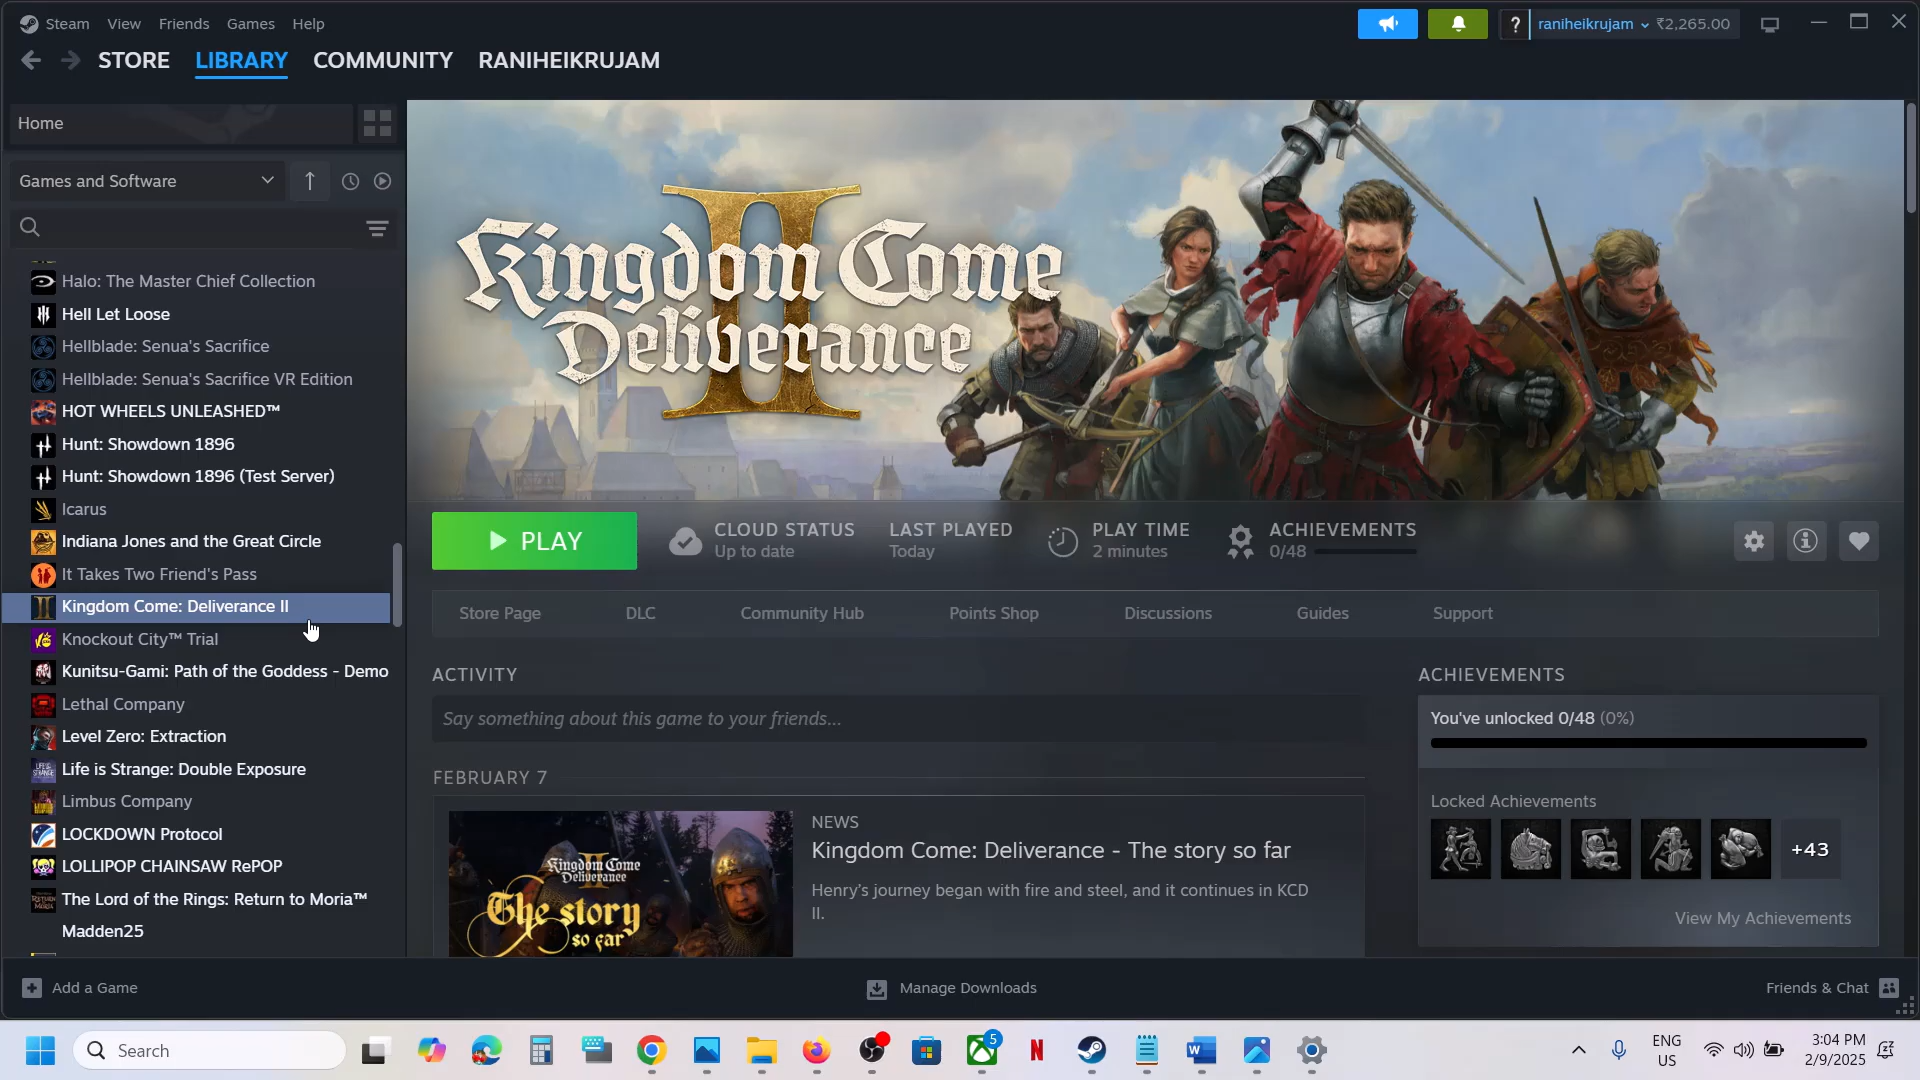 Steam View Friends Games Help
raniheikrujam ₹2,265.00
STORE LIBRARY COMMUNITY RANIHEIKRUJAM
Home
Games and Software
Halo: The Master Chief Collection
Hell Let Loose
Hellblade: Senua's Sacrifice
Hellblade: Senua's Sacrifice VR Edition
HOT WHEELS UNLEASHED™
Hunt: Showdown 1896
Hunt: Showdown 1896 (Test Server)
Icarus
Indiana Jones and the Great Circle
It Takes Two Friend's Pass
Kingdom Come: Deliverance II
Knockout City™ Trial
Kunitsu-Gami: Path of the Goddess - Demo
Lethal Company
Level Zero: Extraction
Life is Strange: Double Exposure
Limbus Company
LOCKDOWN Protocol
LOLLIPOP CHAINSAW RePOP
The Lord of the Rings: Return to Moria™
Madden25
Kingdom Come
Deliverance
II
PLAY
CLOUD STATUS
Up to date
LAST PLAYED
Today
PLAY TIME
2 minutes
ACHIEVEMENTS
0/48
Store Page DLC Community Hub Points Shop Discussions Guides Support
ACTIVITY
Say something about this game to your friends...
FEBRUARY 7
Kingdom Come
Deliverance
II
The story
so far
NEWS
Kingdom Come: Deliverance - The story so far
Henry's journey began with fire and steel, and it continues in KCD
II.
ACHIEVEMENTS
You've unlocked 0/48 (0%)
Locked Achievements
+43
View My Achievements
Add a Game
Manage Downloads
Friends & Chat
Search
5
N
ENG
US
3:04 PM
2/9/2025